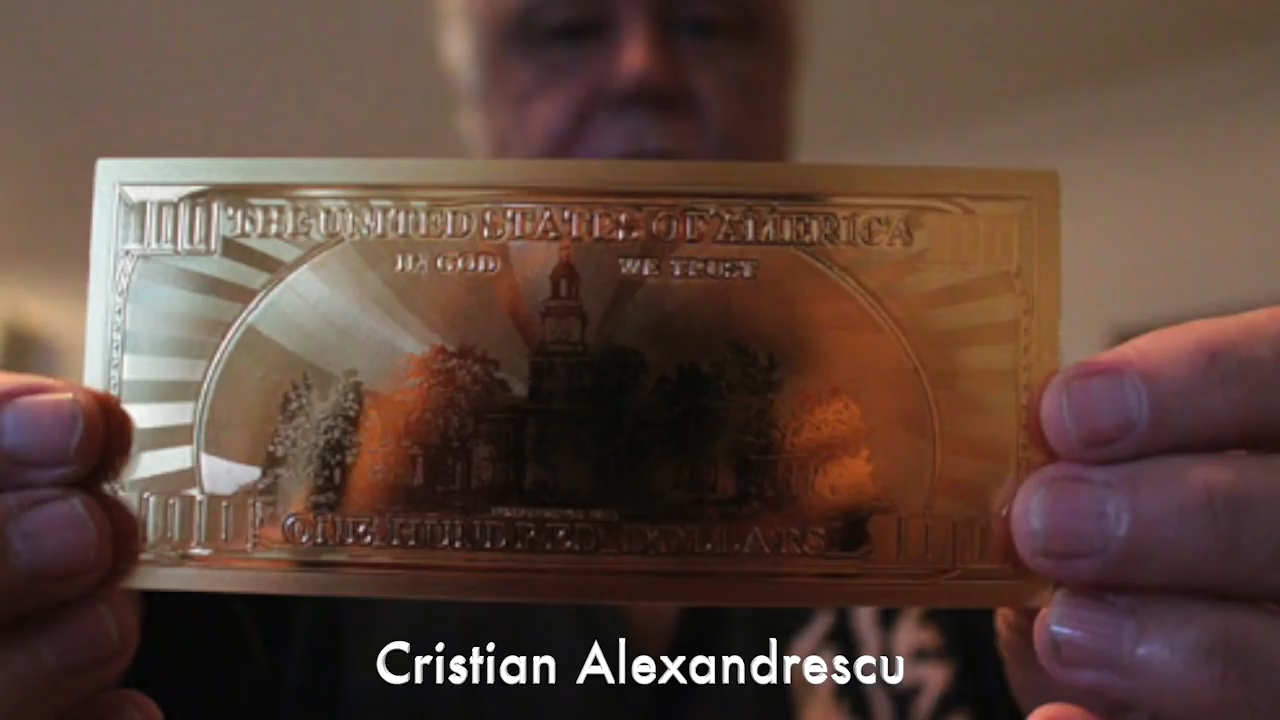 THE UNITED STATES OF AMERICA
IN GOD WE TRUST
ONE HUNDRED DOLLARS
Cristian Alexandrescu